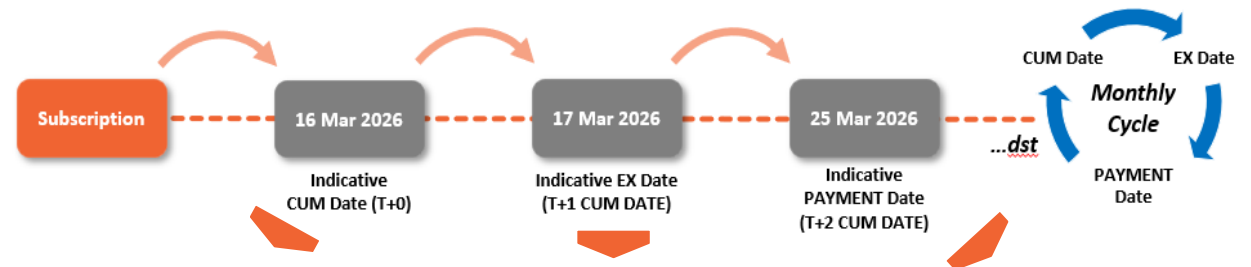 Subscription
16 Mar 2026
Indicative
CUM Date (T+0)
17 Mar 2026
Indicative EX Date
(T+1 CUM DATE)
25 Mar 2026
Indicative
PAYMENT Date
(T+2 CUM DATE)
...dst
CUM Date
EX Date
Monthly
Cycle
PAYMENT
Date